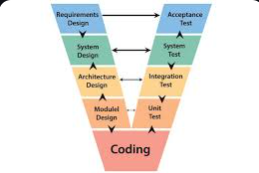 Requirements
Design
Acceptance
Test
System
Design
System
Test
Architecture
Design
Integration
Test
Modulel
Design
Unit
Test
Coding